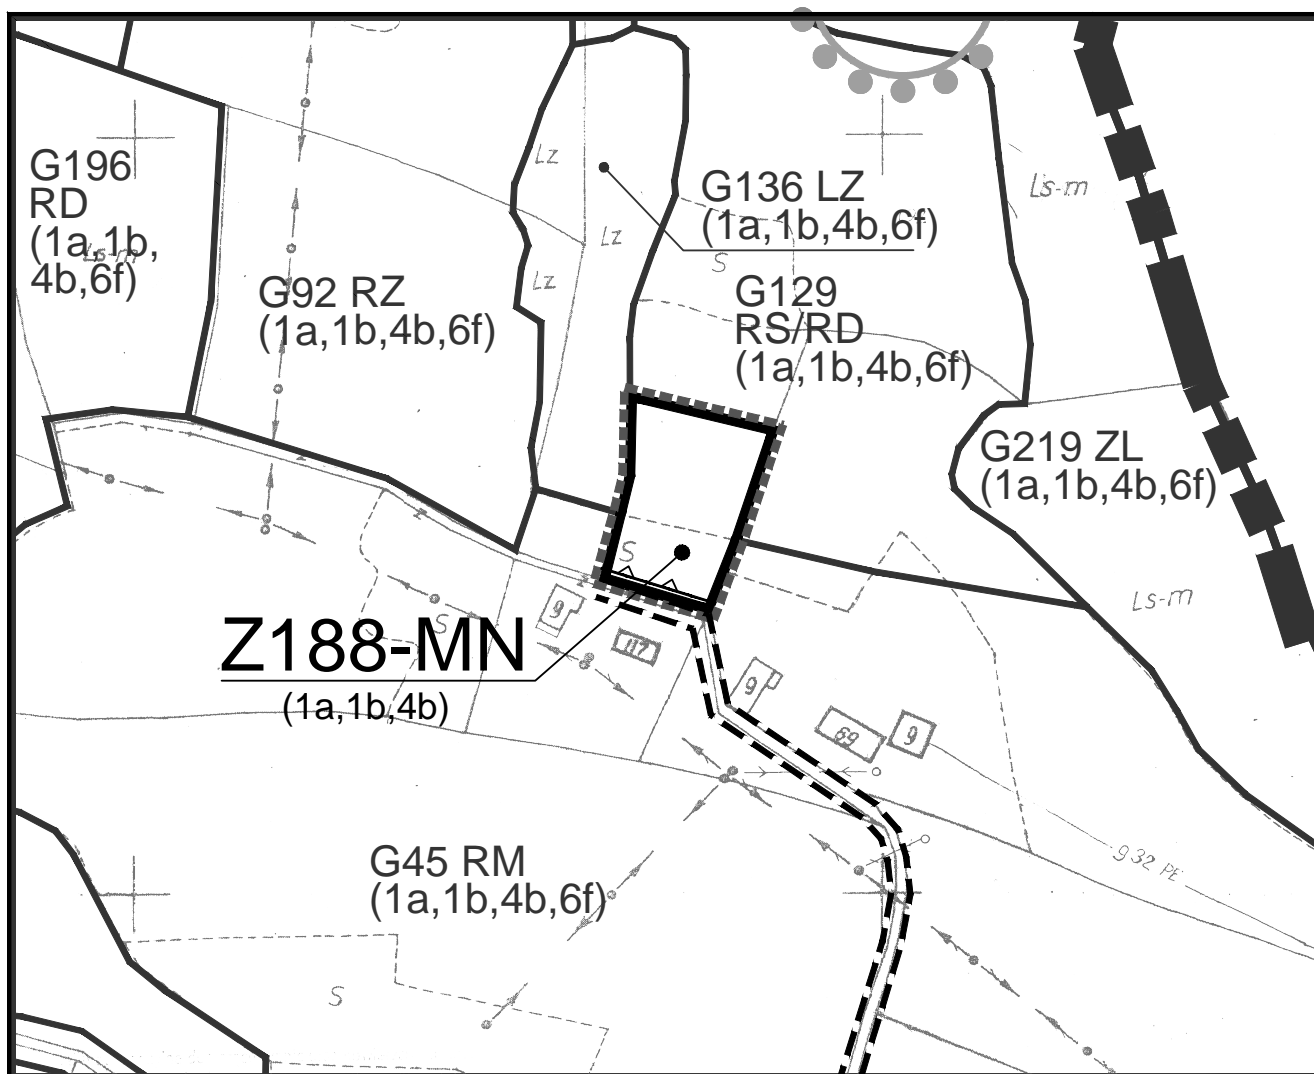 Lz
G196
RD
(1a,1b,
4b,6f)
Ls-m
G136 LZ
(1a,1b,4b,6f)
Ls-m
Lz
S
Lz
G92 RZ
(1a,1b,4b,6f)
G129
RS/RD
(1a,1b,4b,6f)
G219 ZL
(1a,1b,4b,6f)
S
Ls-m
9
S
117
Z188-MN
(1a,1b,4b)
9
69
9
G45 RM
(1a,1b,4b,6f)
g32 PE
S